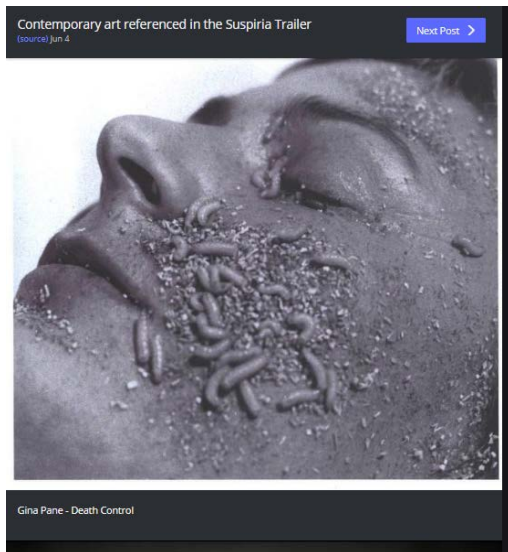 Contemporary art referenced in the Suspiria Trailer
(source) Jun 4
Next Post
Gina Pane - Death Control